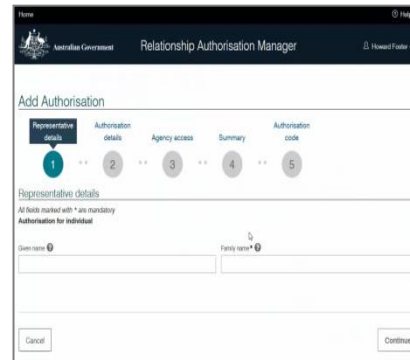 Home Help
Australian Government Relationship Authorisation Manager Howard Foster
Add Authorisation
Representative details Authorisation details Agency access Summary Authorisation code
1 2 3 4 5
Representative details
All fields marked with * are mandatory
Authorisation for individual
Given name Family name*
Cancel Continue